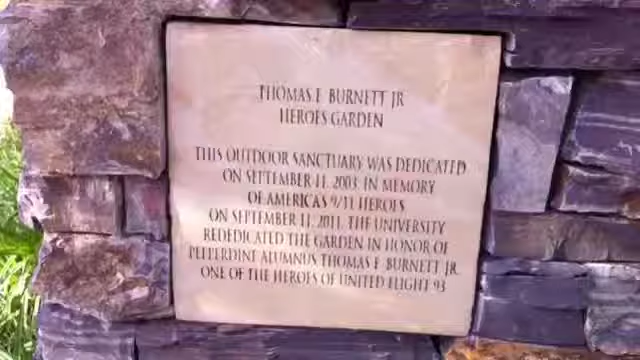 THOMAS E. BURNETT JR.
HEROES GARDEN
THIS OUTDOOR SANCTUARY WAS DEDICATED
ON SEPTEMBER 11, 2003, IN MEMORY
OF AMERICA'S 9/11 HEROES
ON SEPTEMBER 11, 2011, THE UNIVERSITY
REDEDICATED THE GARDEN IN HONOR OF
PEPPERDINE ALUMNUS THOMAS E. BURNETT JR.
ONE OF THE HEROES OF UNITED FLIGHT 93